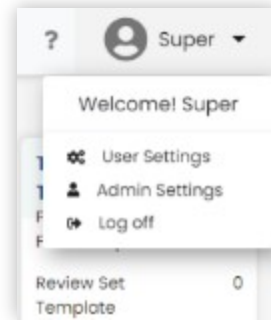 ? Super
Welcome! Super
User Settings
Admin Settings
Log off
Review Set 0
Template